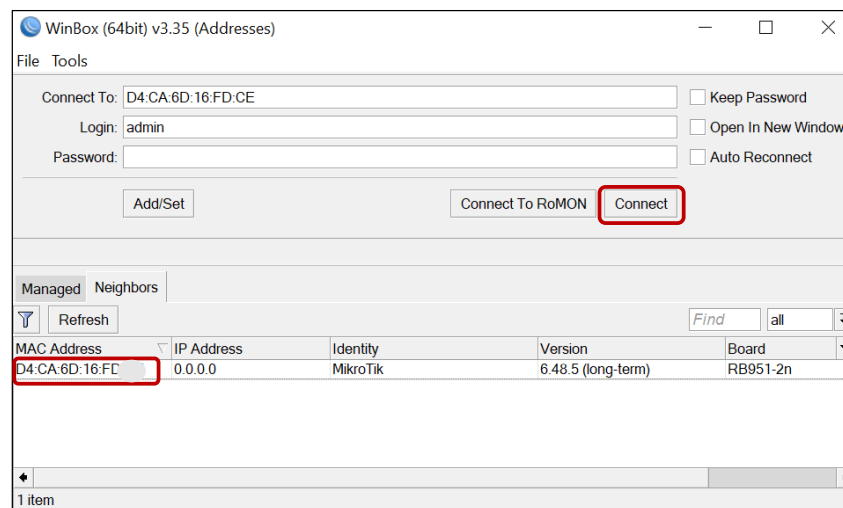 WinBox (64bit) v3.35 (Addresses)
File Tools
Connect To: D4:CA:6D:16:FD:CE
Keep Password
Login: admin
Open In New Window
Password:
Auto Reconnect
Add/Set
Connect To RoMON
Connect
Managed
Neighbors
Refresh
Find
all
MAC Address IP Address Identity Version Board
D4:CA:6D:16:FD 0.0.0.0 MikroTik 6.48.5 (long-term) RB951-2n
1 item